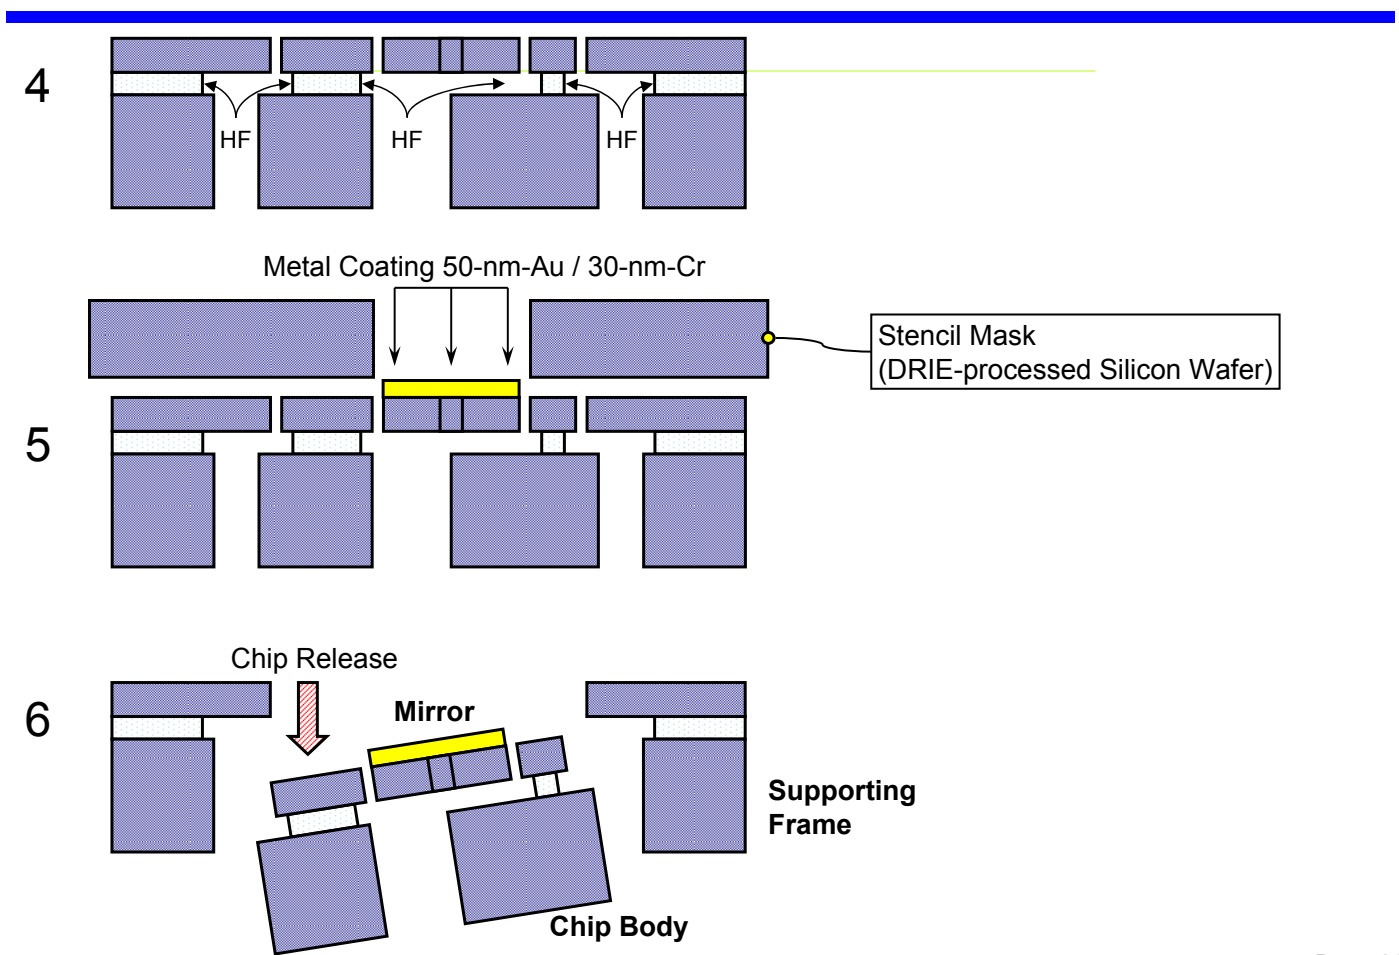 4
HF
HF
HF
Metal Coating 50-nm-Au / 30-nm-Cr
Stencil Mask
(DRIE-processed Silicon Wafer)
5
Chip Release
6
Mirror
Supporting
Frame
Chip Body